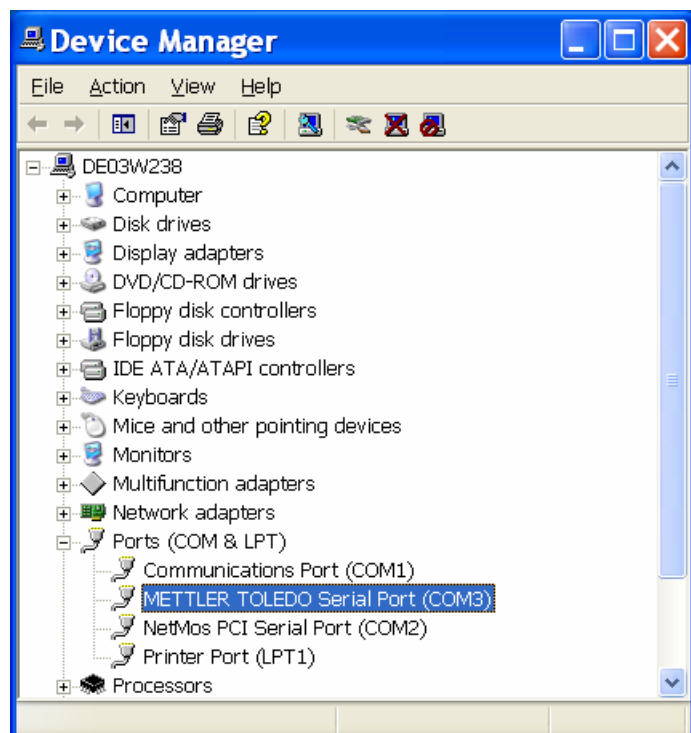 Device Manager
File Action View Help
DE03W238
Computer
Disk drives
Display adapters
DVD/CD-ROM drives
Floppy disk controllers
Floppy disk drives
IDE ATA/ATAPI controllers
Keyboards
Mice and other pointing devices
Monitors
Multifunction adapters
Network adapters
Ports (COM & LPT)
Communications Port (COM1)
METTLER TOLEDO Serial Port (COM3)
NetMos PCI Serial Port (COM2)
Printer Port (LPT1)
Processors